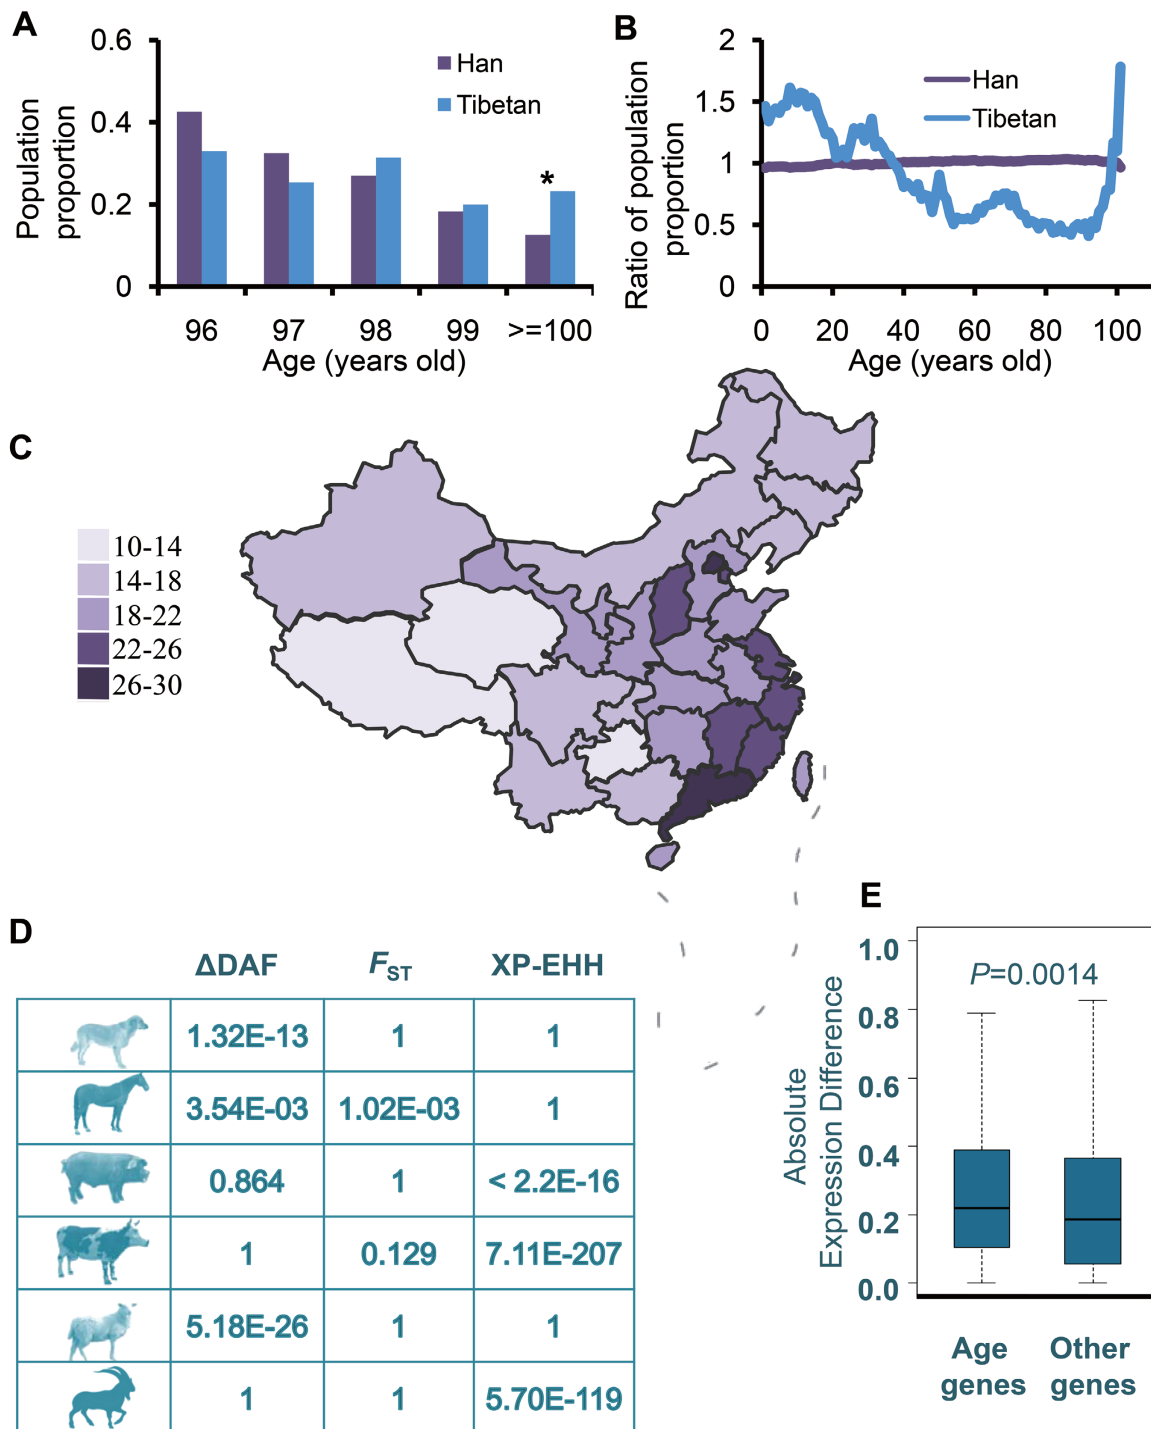 A
Population
proportion
0.6
0.4
0.2
0
Han
Tibetan
*
96 97 98 99 >=100
Age (years old)
B
Ratio of population
proportion
2
1.5
1
0.5
0
Han
Tibetan
0 20 40 60 80 100
Age (years old)
C
10-14
14-18
18-22
22-26
26-30
D
ΔDAF FST XP-EHH
1.32E-13 1 1
3.54E-03 1.02E-03 1
0.864 1 < 2.2E-16
1 0.129 7.11E-207
5.18E-26 1 1
1 1 5.70E-119
E
Absolute
Expression Difference
1.0
0.8
0.6
0.4
0.2
0.0
P=0.0014
Age
genes
Other
genes